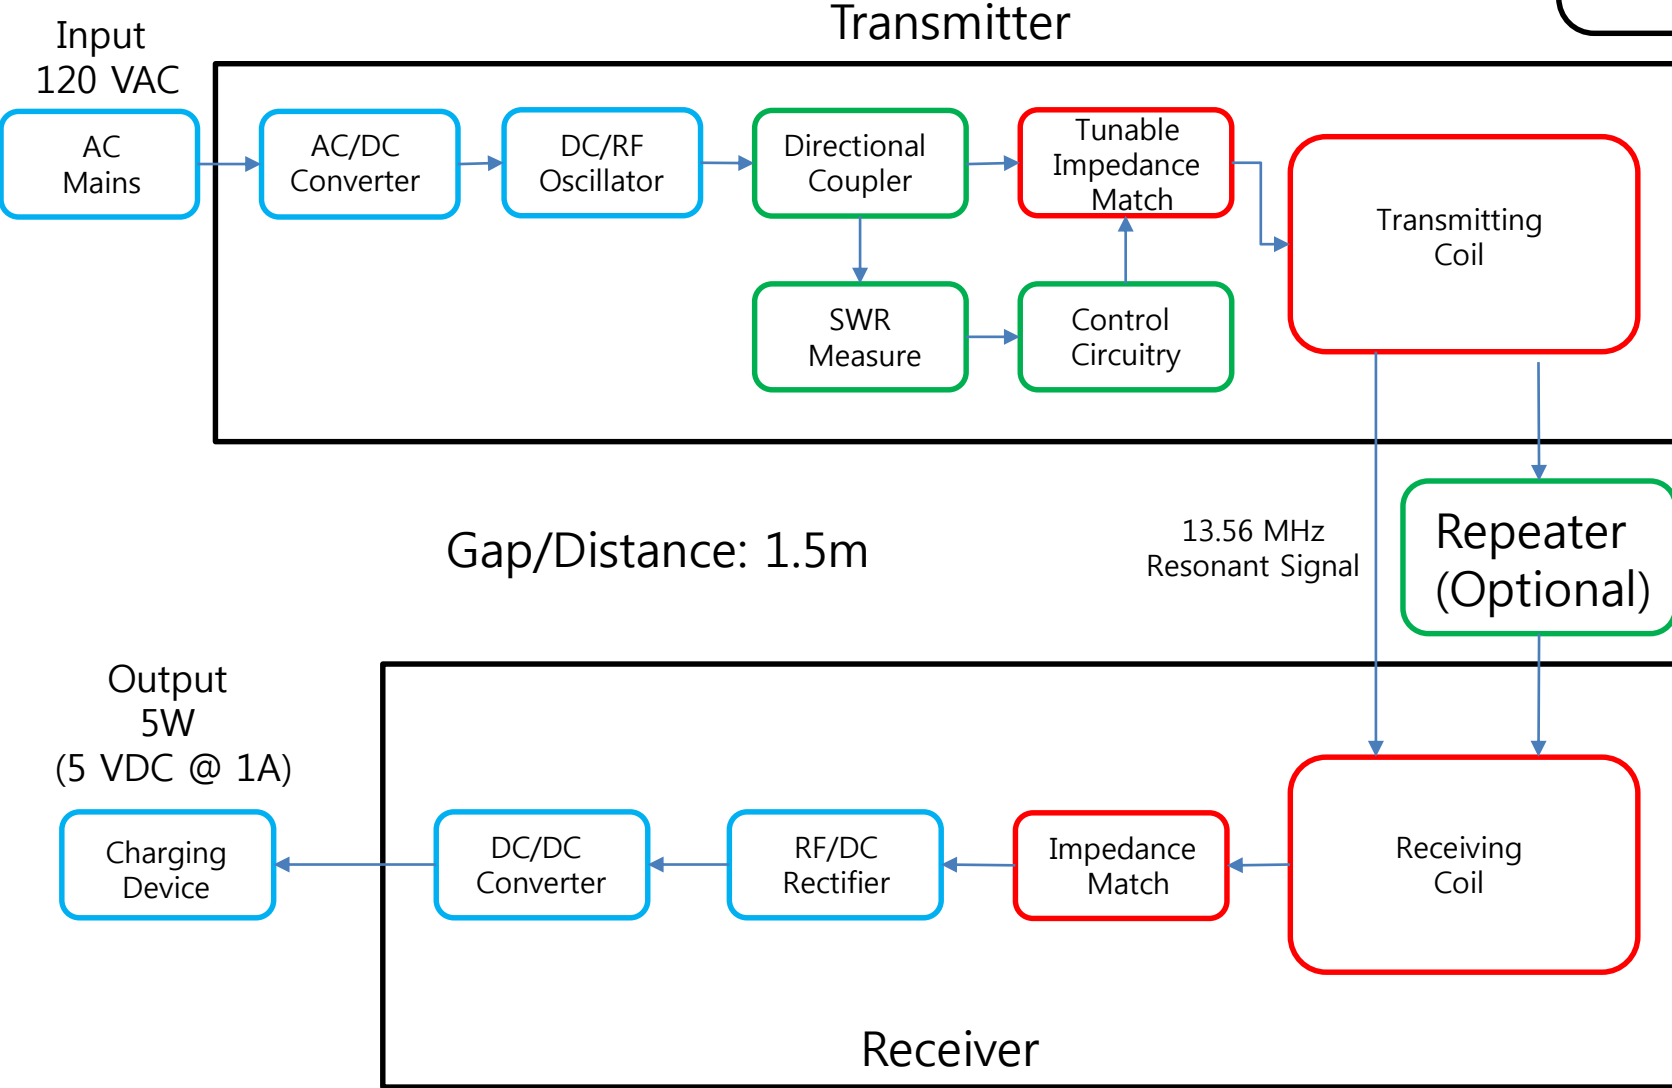 Transmitter
Input
120 VAC
AC
Mains
AC/DC
Converter
DC/RF
Oscillator
Directional
Coupler
Tunable
Impedance
Match
Transmitting
Coil
SWR
Measure
Control
Circuitry
Gap/Distance: 1.5m
13.56 MHz
Resonant Signal
Repeater
(Optional)
Output
5W
(5 VDC @ 1A)
Charging
Device
DC/DC
Converter
RF/DC
Rectifier
Impedance
Match
Receiving
Coil
Receiver